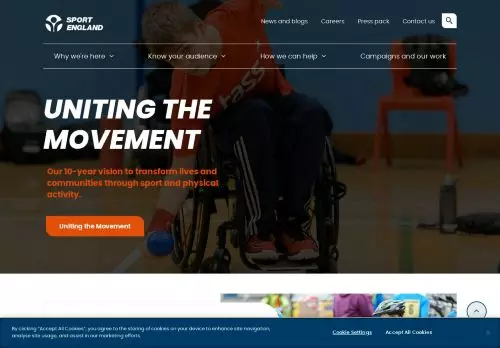 SPORT
ENGLAND
News and blogs
Careers
Press pack
Contact us
Why we're here
Know your audience
How we can help
Campaigns and our work
UNITING THE
MOVEMENT
Our 10-year vision to transform lives and
communities through sport and physical
activity.
Uniting the Movement
By clicking "Accept All Cookies", you agree to the storing of cookies on your device to enhance site navigation,
analyse site usage, and assist in our marketing efforts.
Cookie Settings
Accept All Cookies